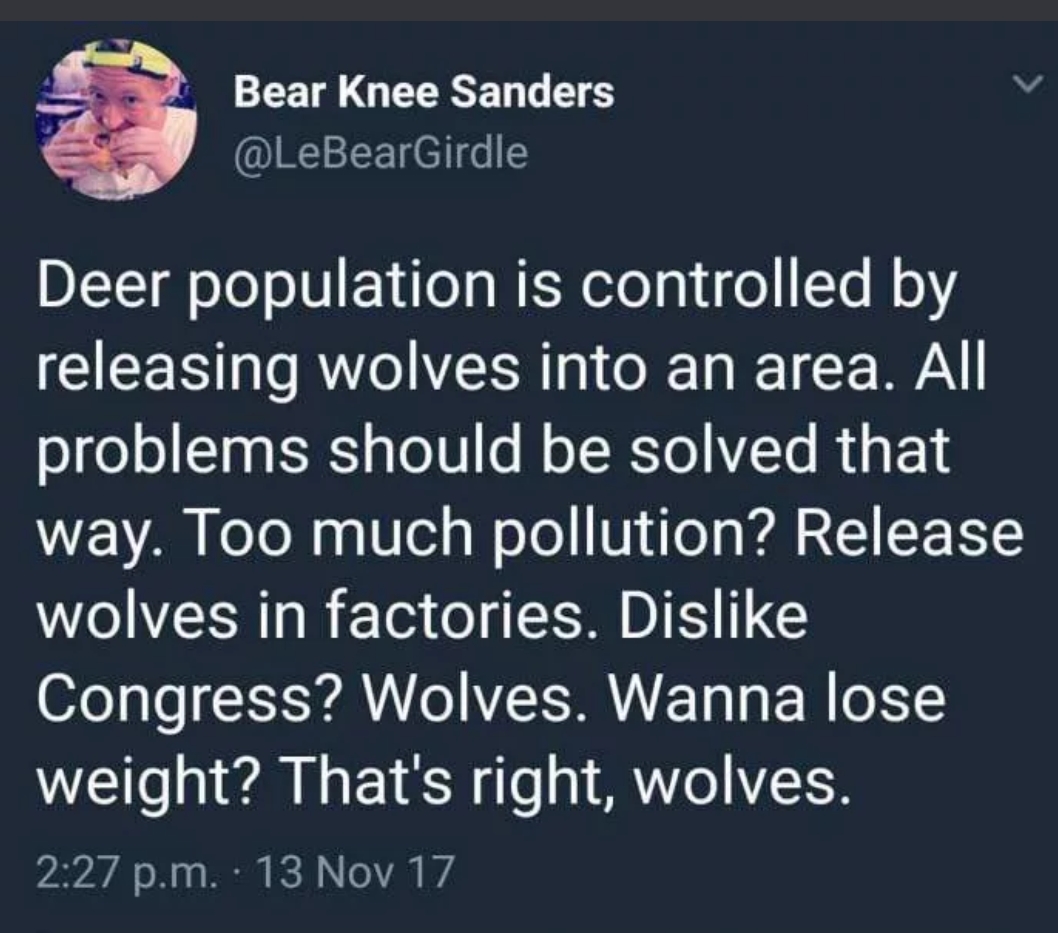 Bear Knee Sanders
@LeBearGirdle
Deer population is controlled by
releasing wolves into an area. All
problems should be solved that
way. Too much pollution? Release
wolves in factories. Dislike
Congress? Wolves. Wanna lose
weight? That's right, wolves.
2:27 p.m. · 13 Nov 17